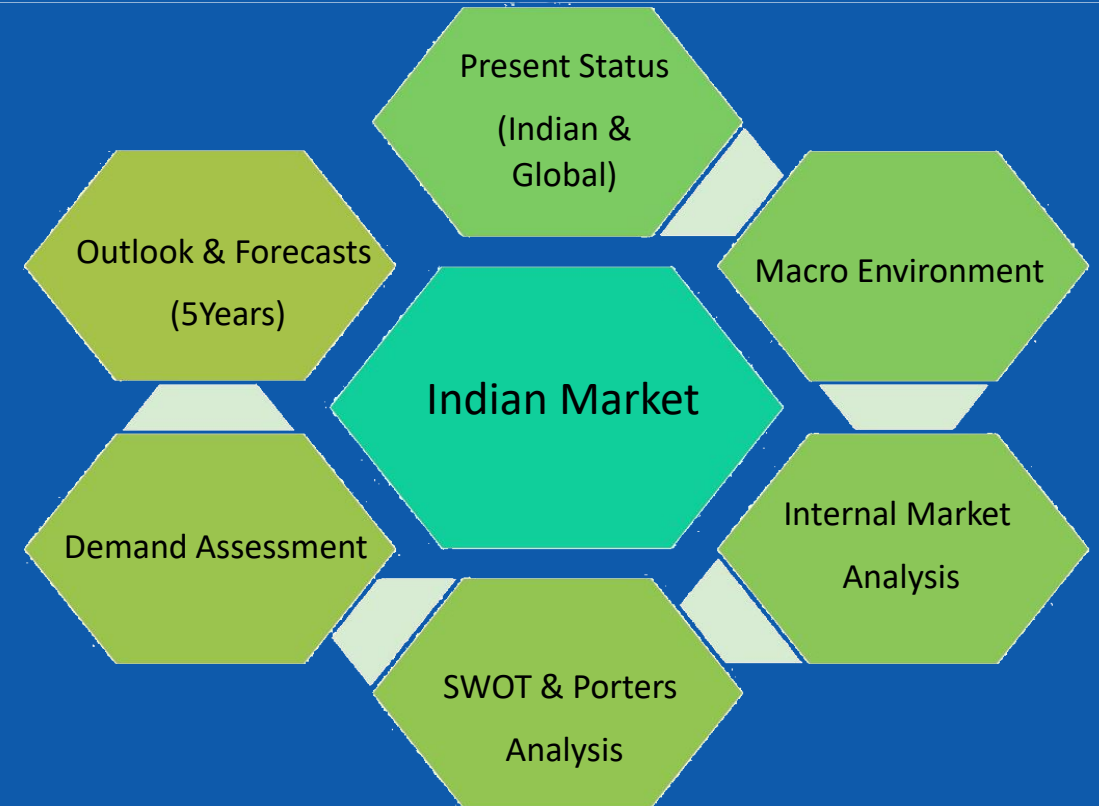 Present Status
(Indian &
Global)
Macro Environment
Internal Market
Analysis
SWOT & Porters
Analysis
Demand Assessment
Outlook & Forecasts
(5Years)
Indian Market